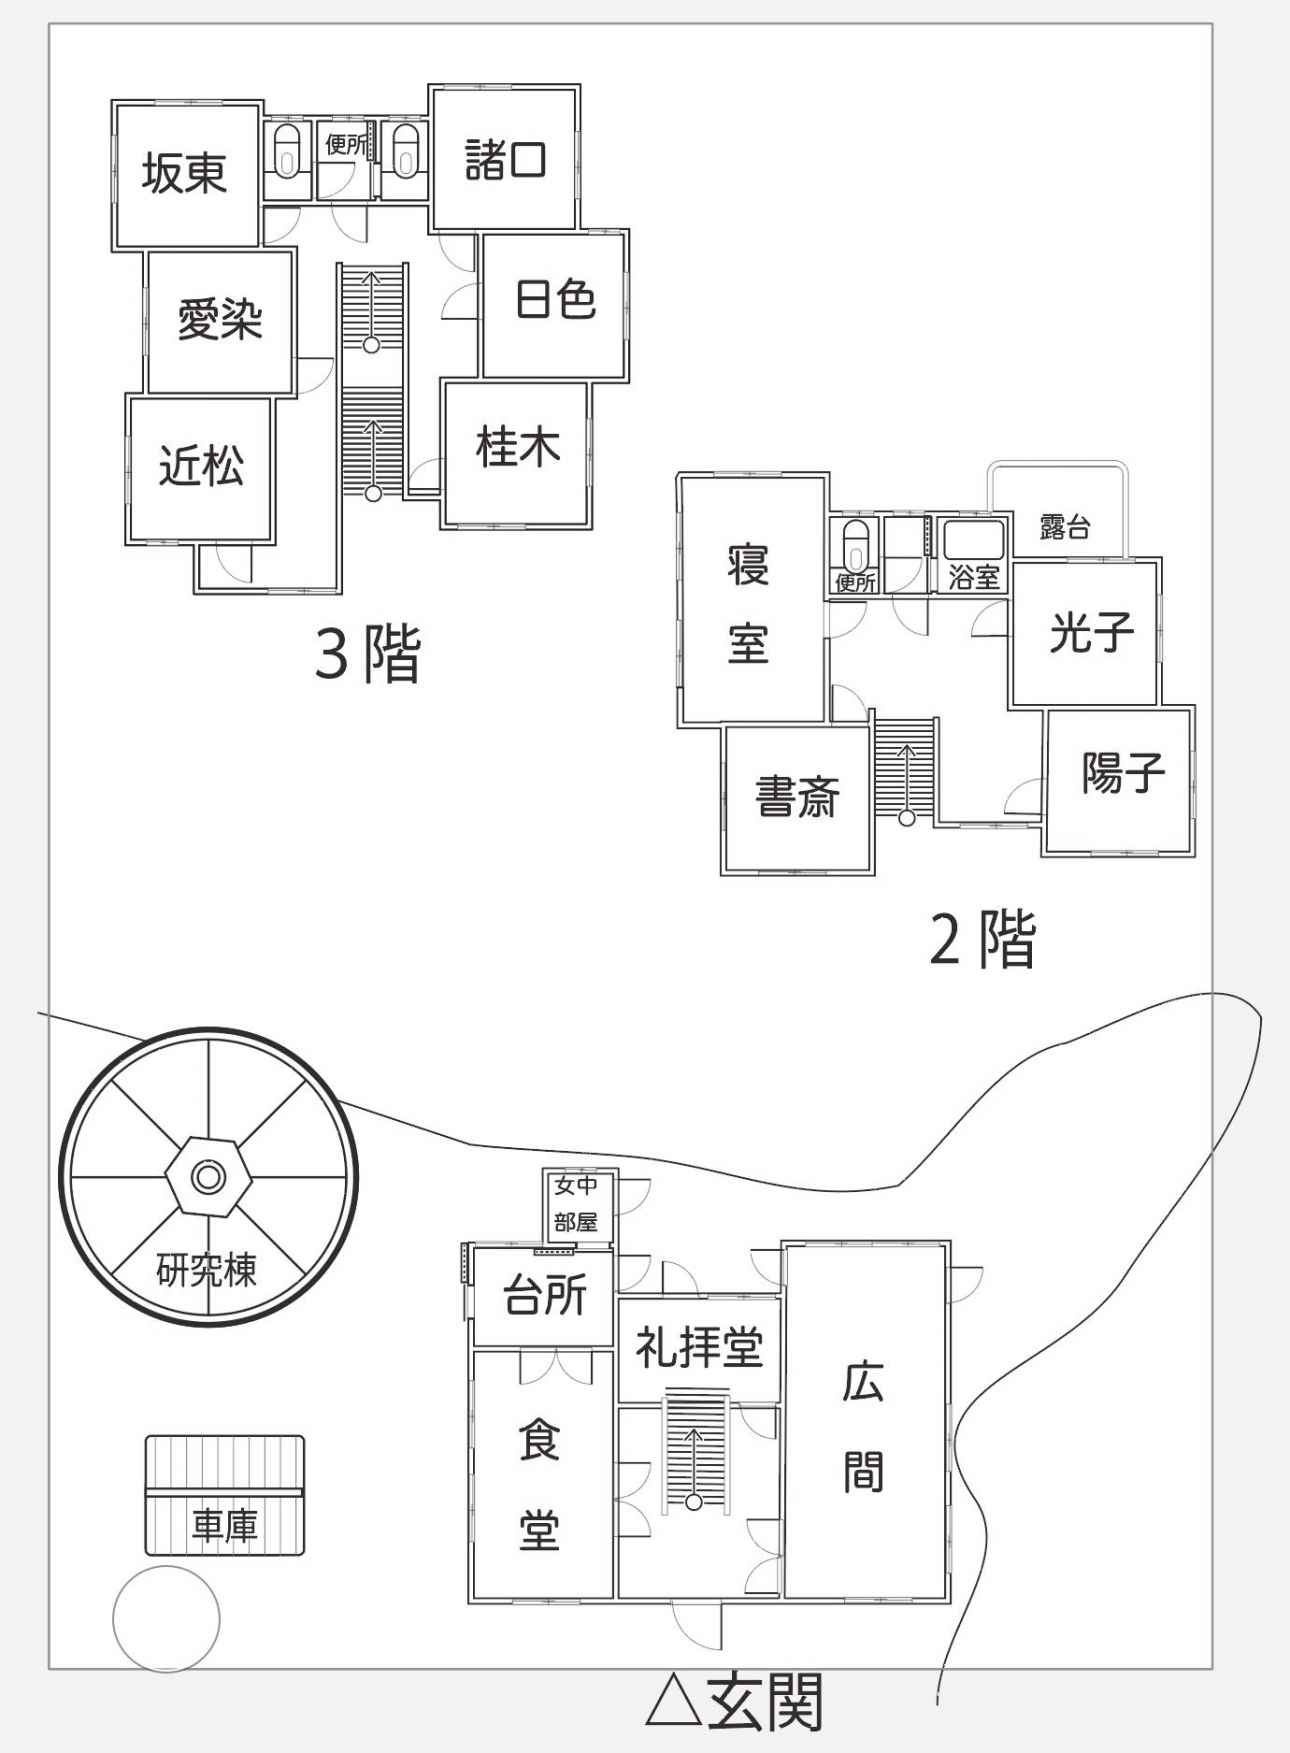 坂東
便所
諸口
愛染
日色
近松
桂木
3階
寝
室
便所
浴室
露台
光子
書斎
陽子
2階
研究棟
女中
部屋
台所
礼拝堂
広
間
食
堂
車庫
△玄関